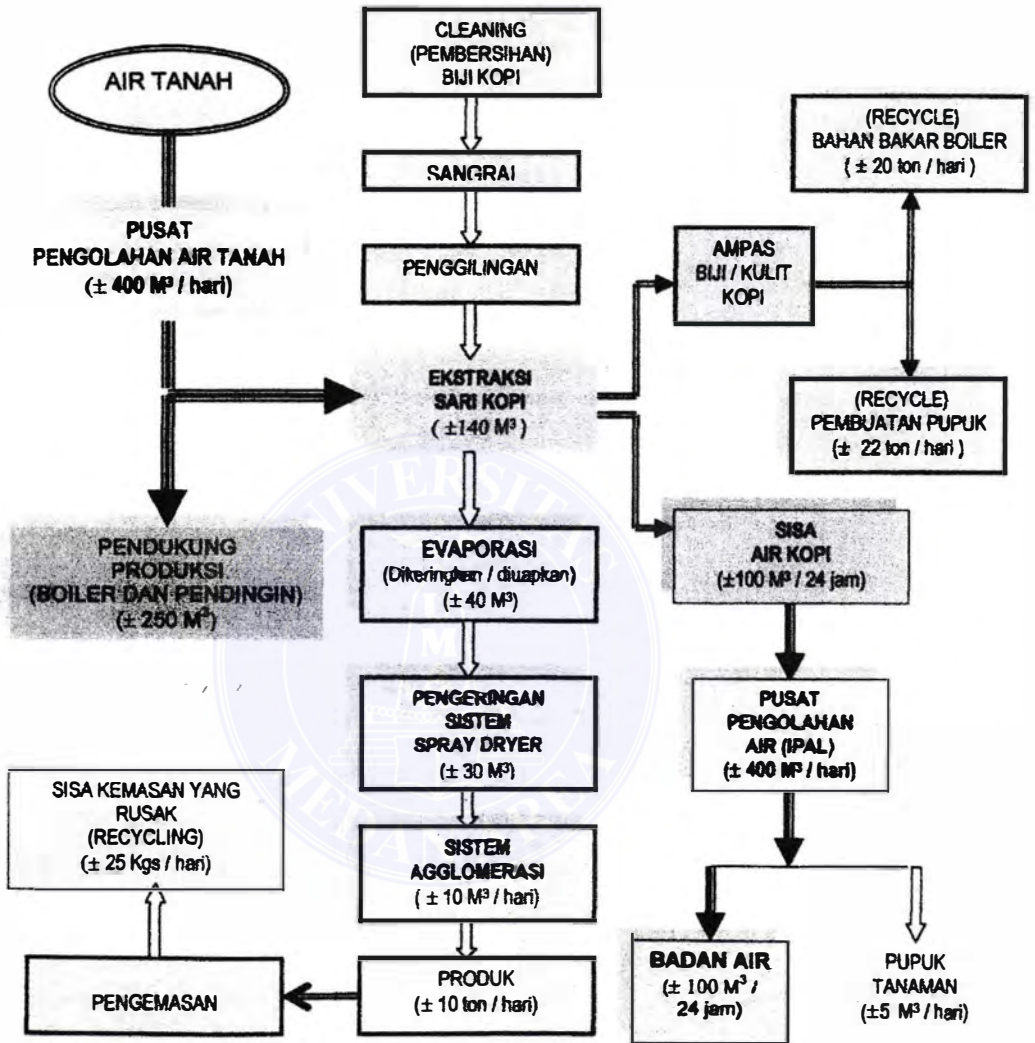 CLEANING
(PEMBERSIHAN)
BIJI KOPI
AIR TANAH
SANGRAI
PUSAT
PENGOLAHAN AIR TANAH
(± 400 M³ / hari)
PENGGILINGAN
AMPAS
BIJI / KULIT
KOPI
(RECYCLE)
BAHAN BAKAR BOILER
( ± 20 ton / hari )
(RECYCLE)
PEMBUATAN PUPUK
(± 22 ton / hari )
EKSTRAKSI
SARI KOPI
( ±140 M³ )
PENDUKUNG
PRODUKSI
(BOILER DAN PENDINGIN)
(± 250 M³)
EVAPORASI
(Dikeringkan / diuapkan)
(± 40 M³)
SISA
AIR KOPI
(±100 M³ / 24 jam)
PENGERINGAN
SISTEM
SPRAY DRYER
(± 30 M³)
PUSAT
PENGOLAHAN
AIR (IPAL)
(± 400 M³ / hari)
SISA KEMASAN YANG
RUSAK
(RECYCLING)
(± 25 Kgs / hari)
SISTEM
AGGLOMERASI
( ± 10 M³ / hari)
PENGEMASAN
PRODUK
(± 10 ton / hari)
BADAN AIR
(± 100 M³ /
24 jam)
PUPUK
TANAMAN
(±5 M³ / hari)
UNIVERSITAS
MEDAN AREA